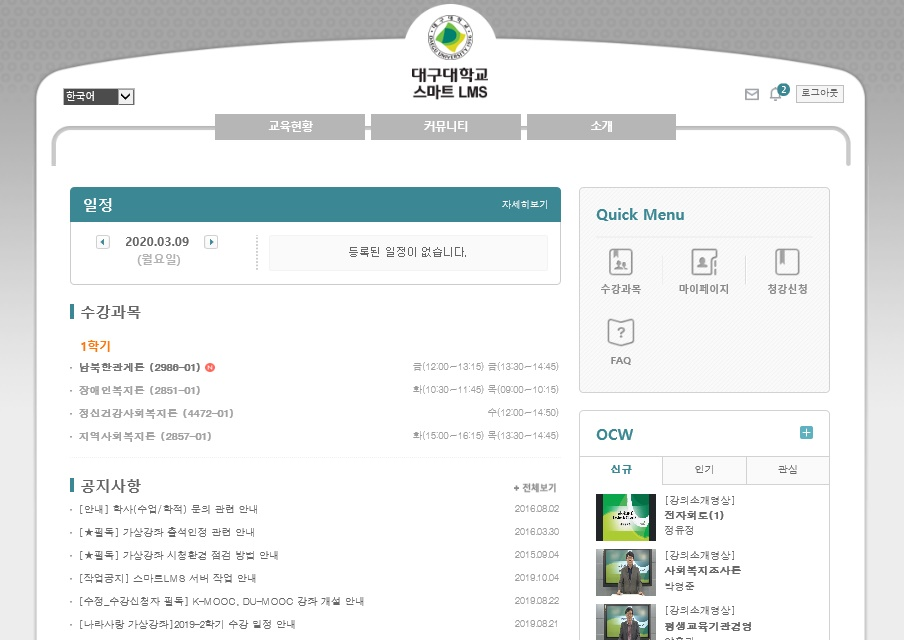 대구대학교
스마트 LMS
한국어
2
로그아웃
교육현황
커뮤니티
소개
일정
자세히보기
2020.03.09
(월요일)
등록된 일정이 없습니다.
수강과목
1학기
· 남북한관계론 (2986-01) N
금(12:00~13:15) 금(13:30~14:45)
· 장애인복지론 (2851-01)
화(10:30~11:45) 목(09:00~10:15)
· 정신건강사회복지론 (4472-01)
수(12:00~14:50)
· 지역사회복지론 (2857-01)
화(15:00~16:15) 목(13:30~14:45)
공지사항
+ 전체보기
· [안내] 학사(수업/학적) 문의 관련 안내
2016.08.02
· [★필독] 가상강좌 출석인정 관련 안내
2016.03.30
· [★필독] 가상강좌 시청환경 점검 방법 안내
2015.09.04
· [작업공지] 스마트LMS 서버 작업 안내
2019.10.04
· [수정_수강신청자 필독] K-MOOC, DU-MOOC 강좌 개설 안내
2019.08.22
· [나라사랑 가상강좌]2019-2학기 수강 일정 안내
2019.08.21
Quick Menu
수강과목
마이페이지
청강신청
FAQ
OCW
신규
인기
관심
[강의소개영상]
전자회로(1)
정유정
[강의소개영상]
사회복지조사론
박영준
[강의소개영상]
평생교육기관경영